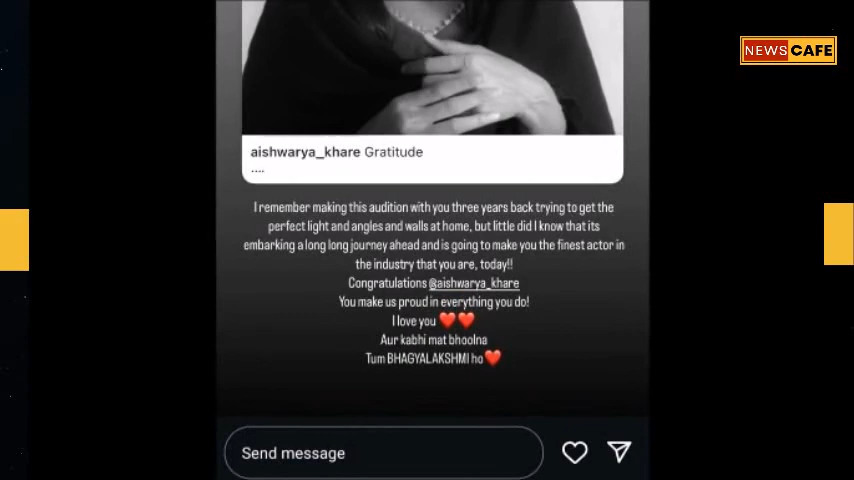 NEWS CAFE
aishwarya_khare Gratitude
....
I remember making this audition with you three years back trying to get the
perfect light and angles and walls at home, but little did I know that its
embarking a long long journey ahead and is going to make you the finest actor in
the industry that you are, today!!
Congratulations @aishwarya_khare
You make us proud in everything you do!
I love you ❤️❤️
Aur kabhi mat bhoolna
Tum BHAGYALAKSHMI ho❤️
Send message